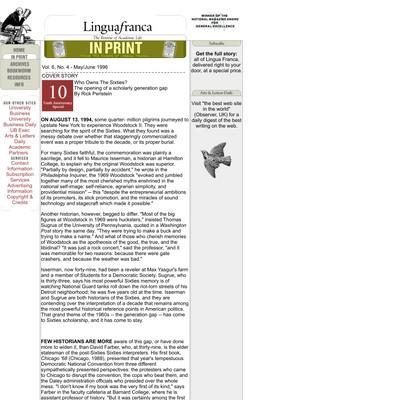 Linguafranca
The Review of Academic Life
WINNER OF THE
NATIONAL MAGAZINE AWARD
FOR
GENERAL EXCELLENCE
IN PRINT
HOME
IN PRINT
ARCHIVES
BOOKWORM
RESOURCES
OUR OTHER SITES
University
Business
University
Business Daily
UB Exec
Arts & Letters
Daily
Academic
Partners
SERVICES
Contact
Information
Subscription
Services
Advertising
Information
Copyright &
Credits
Vol. 6, No. 4 - May/June 1996
COVER STORY
10
Tenth Anniversary
Special
Who Owns The Sixties?
The opening of a scholarly generation gap
By Rick Perlstein
ON AUGUST 13, 1994, some quarter- million pilgrims journeyed to
upstate New York to experience Woodstock II. They were
searching for the spirit of the Sixties. What they found was a
messy debate over whether that staggeringly commercialized
event was a proper tribute to the decade, or its proper burial.
For many Sixties faithful, the commemoration was plainly a
sacrilege, and it fell to Maurice Isserman, a historian at Hamilton
College, to explain why the original Woodstock was superior.
"Partially by design, partially by accident," he wrote in the
Philadelphia Inquirer, the 1969 Woodstock "evoked and jumbled
together many of the most cherished myths enshrined in the
national self-image: self-reliance, agrarian simplicity, and
providential mission" -- this "despite the entrepreneurial ambitions
of its promoters, its slick promotion, and the miracles of sound
technology and stagecraft which made it possible."
Another historian, however, begged to differ. "Most of the big
figures at Woodstock in 1969 were hucksters," insisted Thomas
Sugrue of the University of Pennsylvania, quoted in a Washington
Post story the same day. "They were trying to make a buck and
trying to make a name." And what of those who cherish memories
of Woodstock as the apotheosis of the good, the true, and the
libidinal? "It was just a rock concert," said the professor, "and it
was memorable for two reasons: because there were gate
crashers, and because the weather was bad."
Isserman, now forty-nine, had been a reveler at Max Yasgur's farm
and a member of Students for a Democratic Society. Sugrue, who
is thirty-three, says his most powerful Sixties memory is of
watching National Guard tanks roll down the riot-torn streets of his
Detroit neighborhood; he was five years old at the time. Isserman
and Sugrue are both historians of the Sixties, and they are
contending over the interpretation of a decade that remains among
the most powerful historical reference points in American politics.
That grand theme of the 1960s -- the generation gap -- has come
to Sixties scholarship, and it has come to stay.
FEW HISTORIANS ARE MORE aware of this gap, or have done
more to widen it, than David Farber, who, at thirty-nine, is the elder
statesman of the post-Sixties Sixties interpreters. His first book,
Chicago '68 (Chicago, 1988), presented that year's tempestuous
Democratic National Convention from three different
sympathetically presented perspectives: the protesters who came
to Chicago to disrupt the convention, the cops who beat them, and
the Daley administration officials who presided over the whole
mess. "I don't know if my book was the very first of its kind," says
Farber in the faculty cafeteria at Barnard College, where he is
assistant professor of history. "But it was certainly among the first
Subscribe
Get the full story:
all of Lingua Franca,
delivered right to your
door, at a special price.
Arts & Letters Daily
Visit "the best web site
in the world"
(Observer, UK) for a
daily digest of the best
writing on the web.